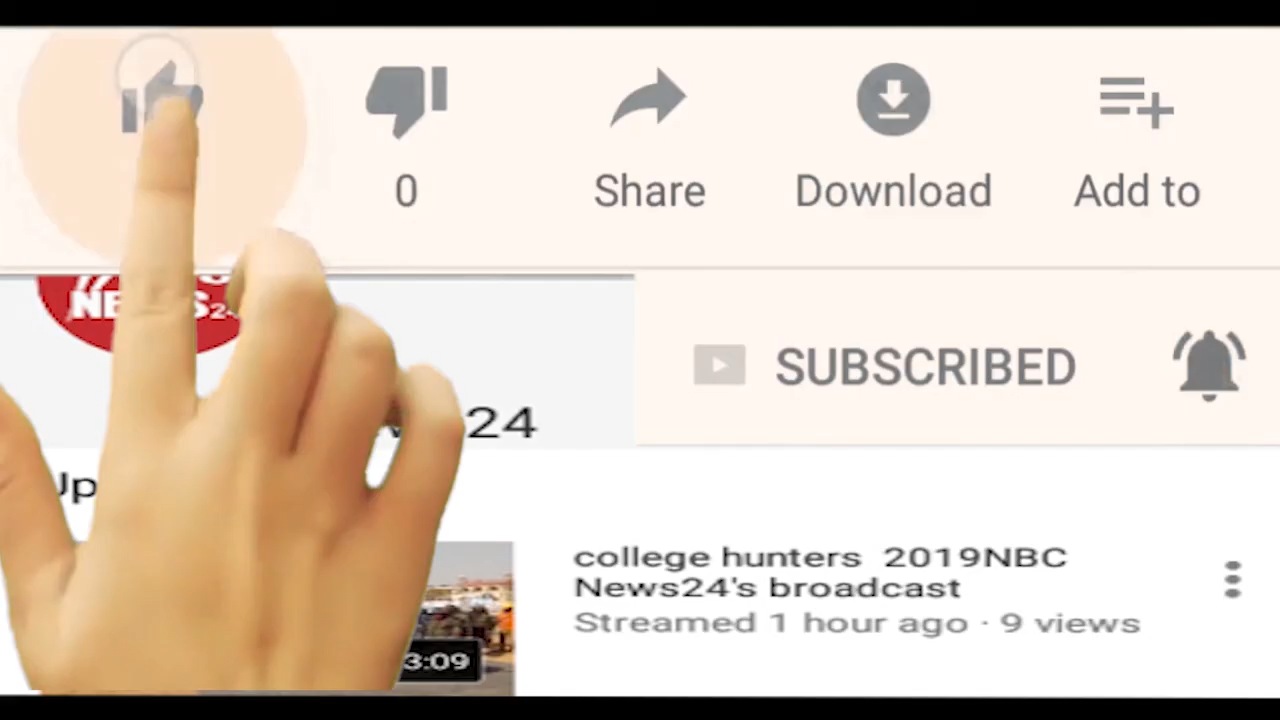 0
Share
Download
Add to
SUBSCRIBED
24
college hunters 2019NBC
News24's broadcast
Streamed 1 hour ago · 9 views
3:09